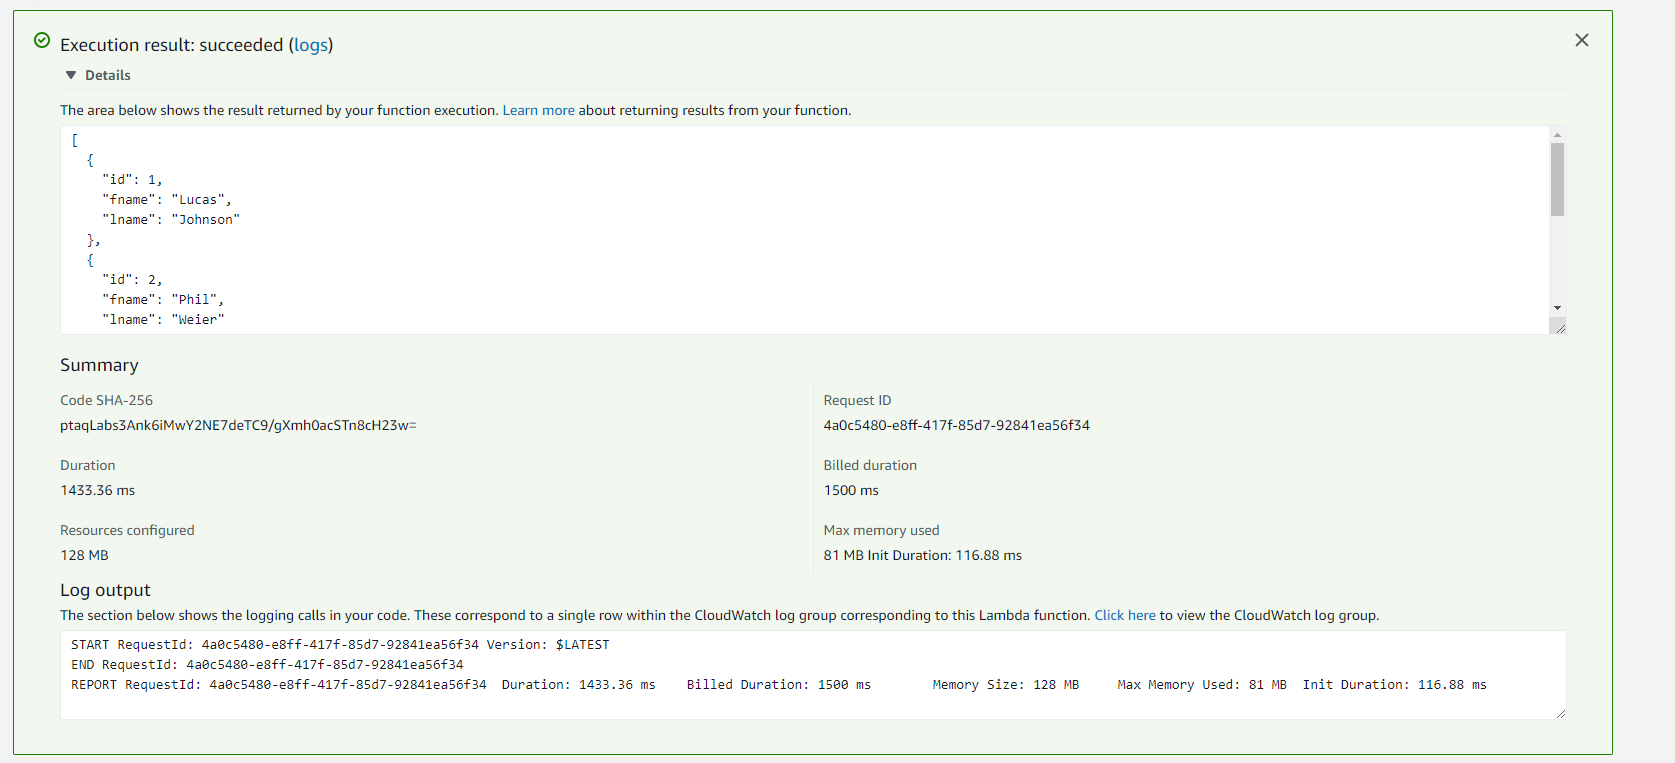 Execution result: succeeded (logs)
Details
The area below shows the result returned by your function execution. Learn more about returning results from your function.
[
  {
    "id": 1,
    "fname": "Lucas",
    "lname": "Johnson"
  },
  {
    "id": 2,
    "fname": "Phil",
    "lname": "Weier"
Summary
Code SHA-256
ptaqLabs3Ank6iMwY2NE7deTC9/gXmh0acSTn8cH23w=
Request ID
4a0c5480-e8ff-417f-85d7-92841ea56f34
Duration
1433.36 ms
Billed duration
1500 ms
Resources configured
128 MB
Max memory used
81 MB Init Duration: 116.88 ms
Log output
The section below shows the logging calls in your code. These correspond to a single row within the CloudWatch log group corresponding to this Lambda function. Click here to view the CloudWatch log group.
START RequestId: 4a0c5480-e8ff-417f-85d7-92841ea56f34 Version: $LATEST
END RequestId: 4a0c5480-e8ff-417f-85d7-92841ea56f34
REPORT RequestId: 4a0c5480-e8ff-417f-85d7-92841ea56f34  Duration: 1433.36 ms    Billed Duration: 1500 ms        Memory Size: 128 MB     Max Memory Used: 81 MB  Init Duration: 116.88 ms